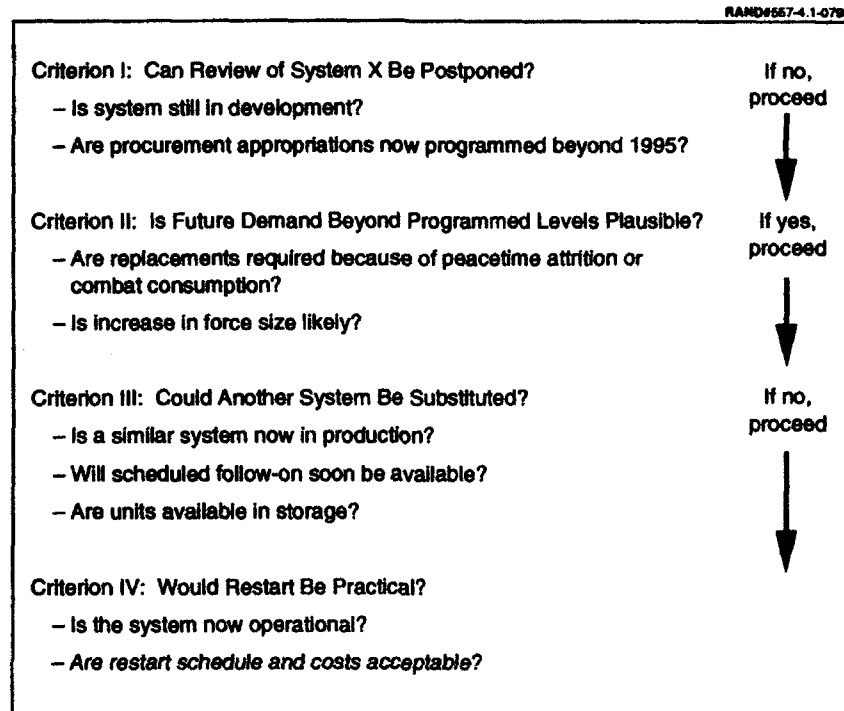 RAND#567-4.1-0793
Criterion I: Can Review of System X Be Postponed?
If no,
proceed
– Is system still in development?
– Are procurement appropriations now programmed beyond 1995?
Criterion II: Is Future Demand Beyond Programmed Levels Plausible?
If yes,
proceed
– Are replacements required because of peacetime attrition or
combat consumption?
– Is increase in force size likely?
Criterion III: Could Another System Be Substituted?
If no,
proceed
– Is a similar system now in production?
– Will scheduled follow-on soon be available?
– Are units available in storage?
Criterion IV: Would Restart Be Practical?
– Is the system now operational?
– Are restart schedule and costs acceptable?